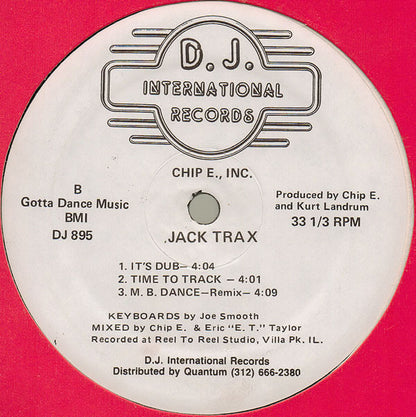 D. J.
INTERNATIONAL
RECORDS
CHIP E., INC.
B
Gotta Dance Music
BMI
DJ 895
Produced by Chip E.
and Kurt Landrum
33 1/3 RPM
JACK TRAX
1. IT'S DUB— 4:04
2. TIME TO TRACK — 4:01
3. M. B. DANCE—Remix— 4:09
KEYBOARDS by Joe Smooth
MIXED by Chip E. & Eric "E. T." Taylor
Recorded at Reel To Reel Studio, Villa Pk. IL.
D.J. International Records
Distributed by Quantum (312) 666-2380